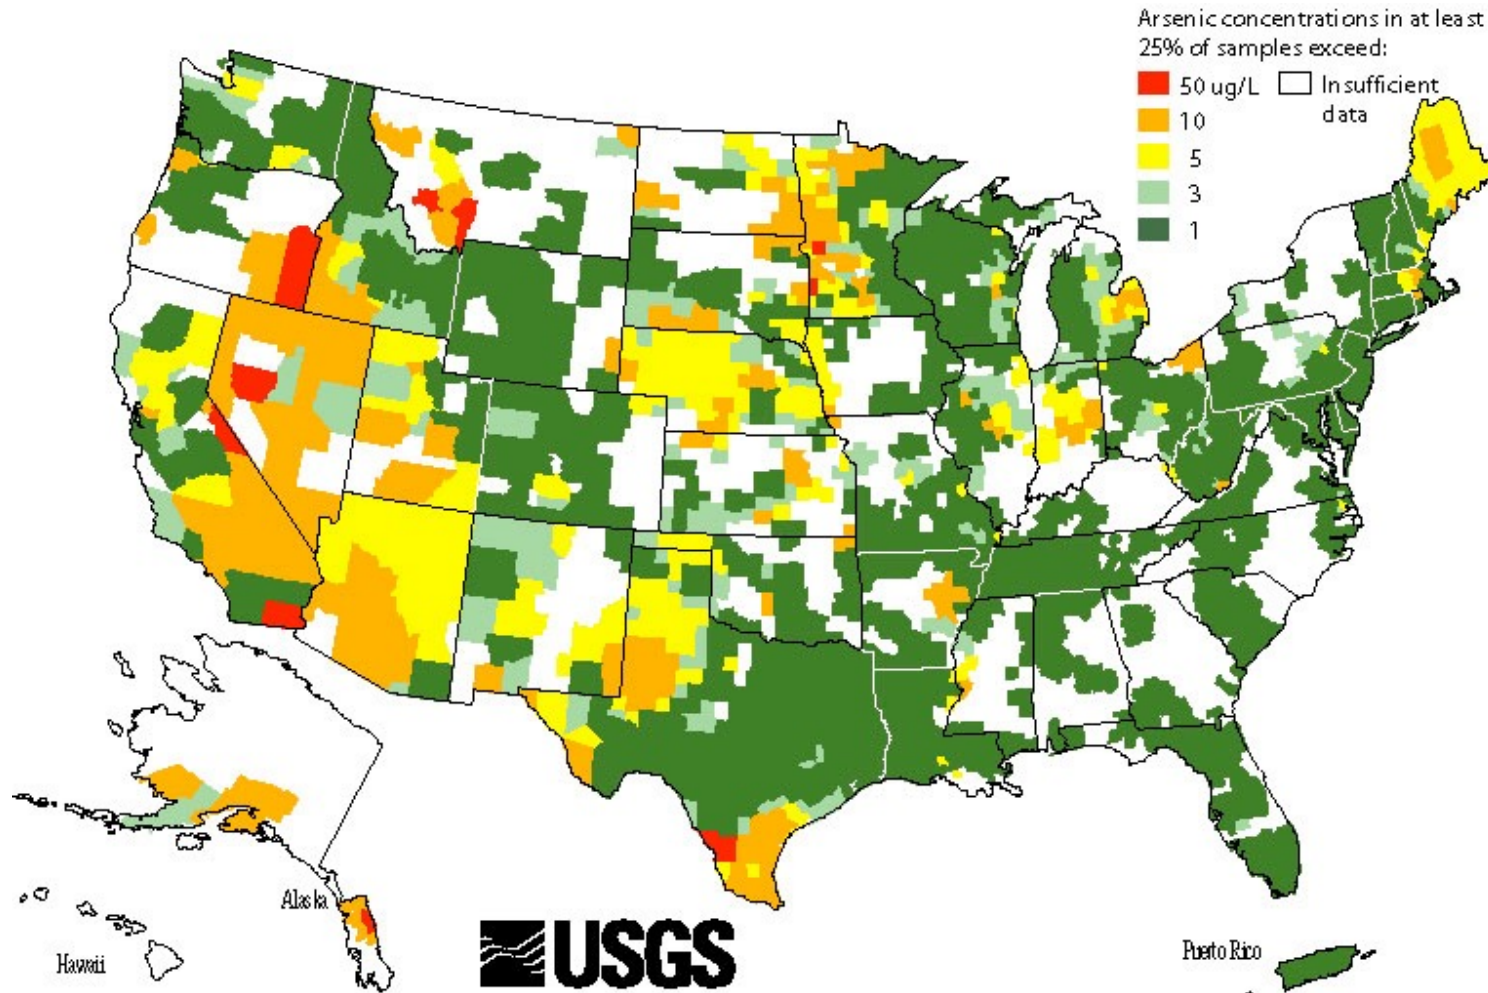 Arsenic concentrations in at least
25% of samples exceed:
50 ug/L Insufficient
data
10
5
3
1
Alaska
Hawaii
USGS
Puerto Rico